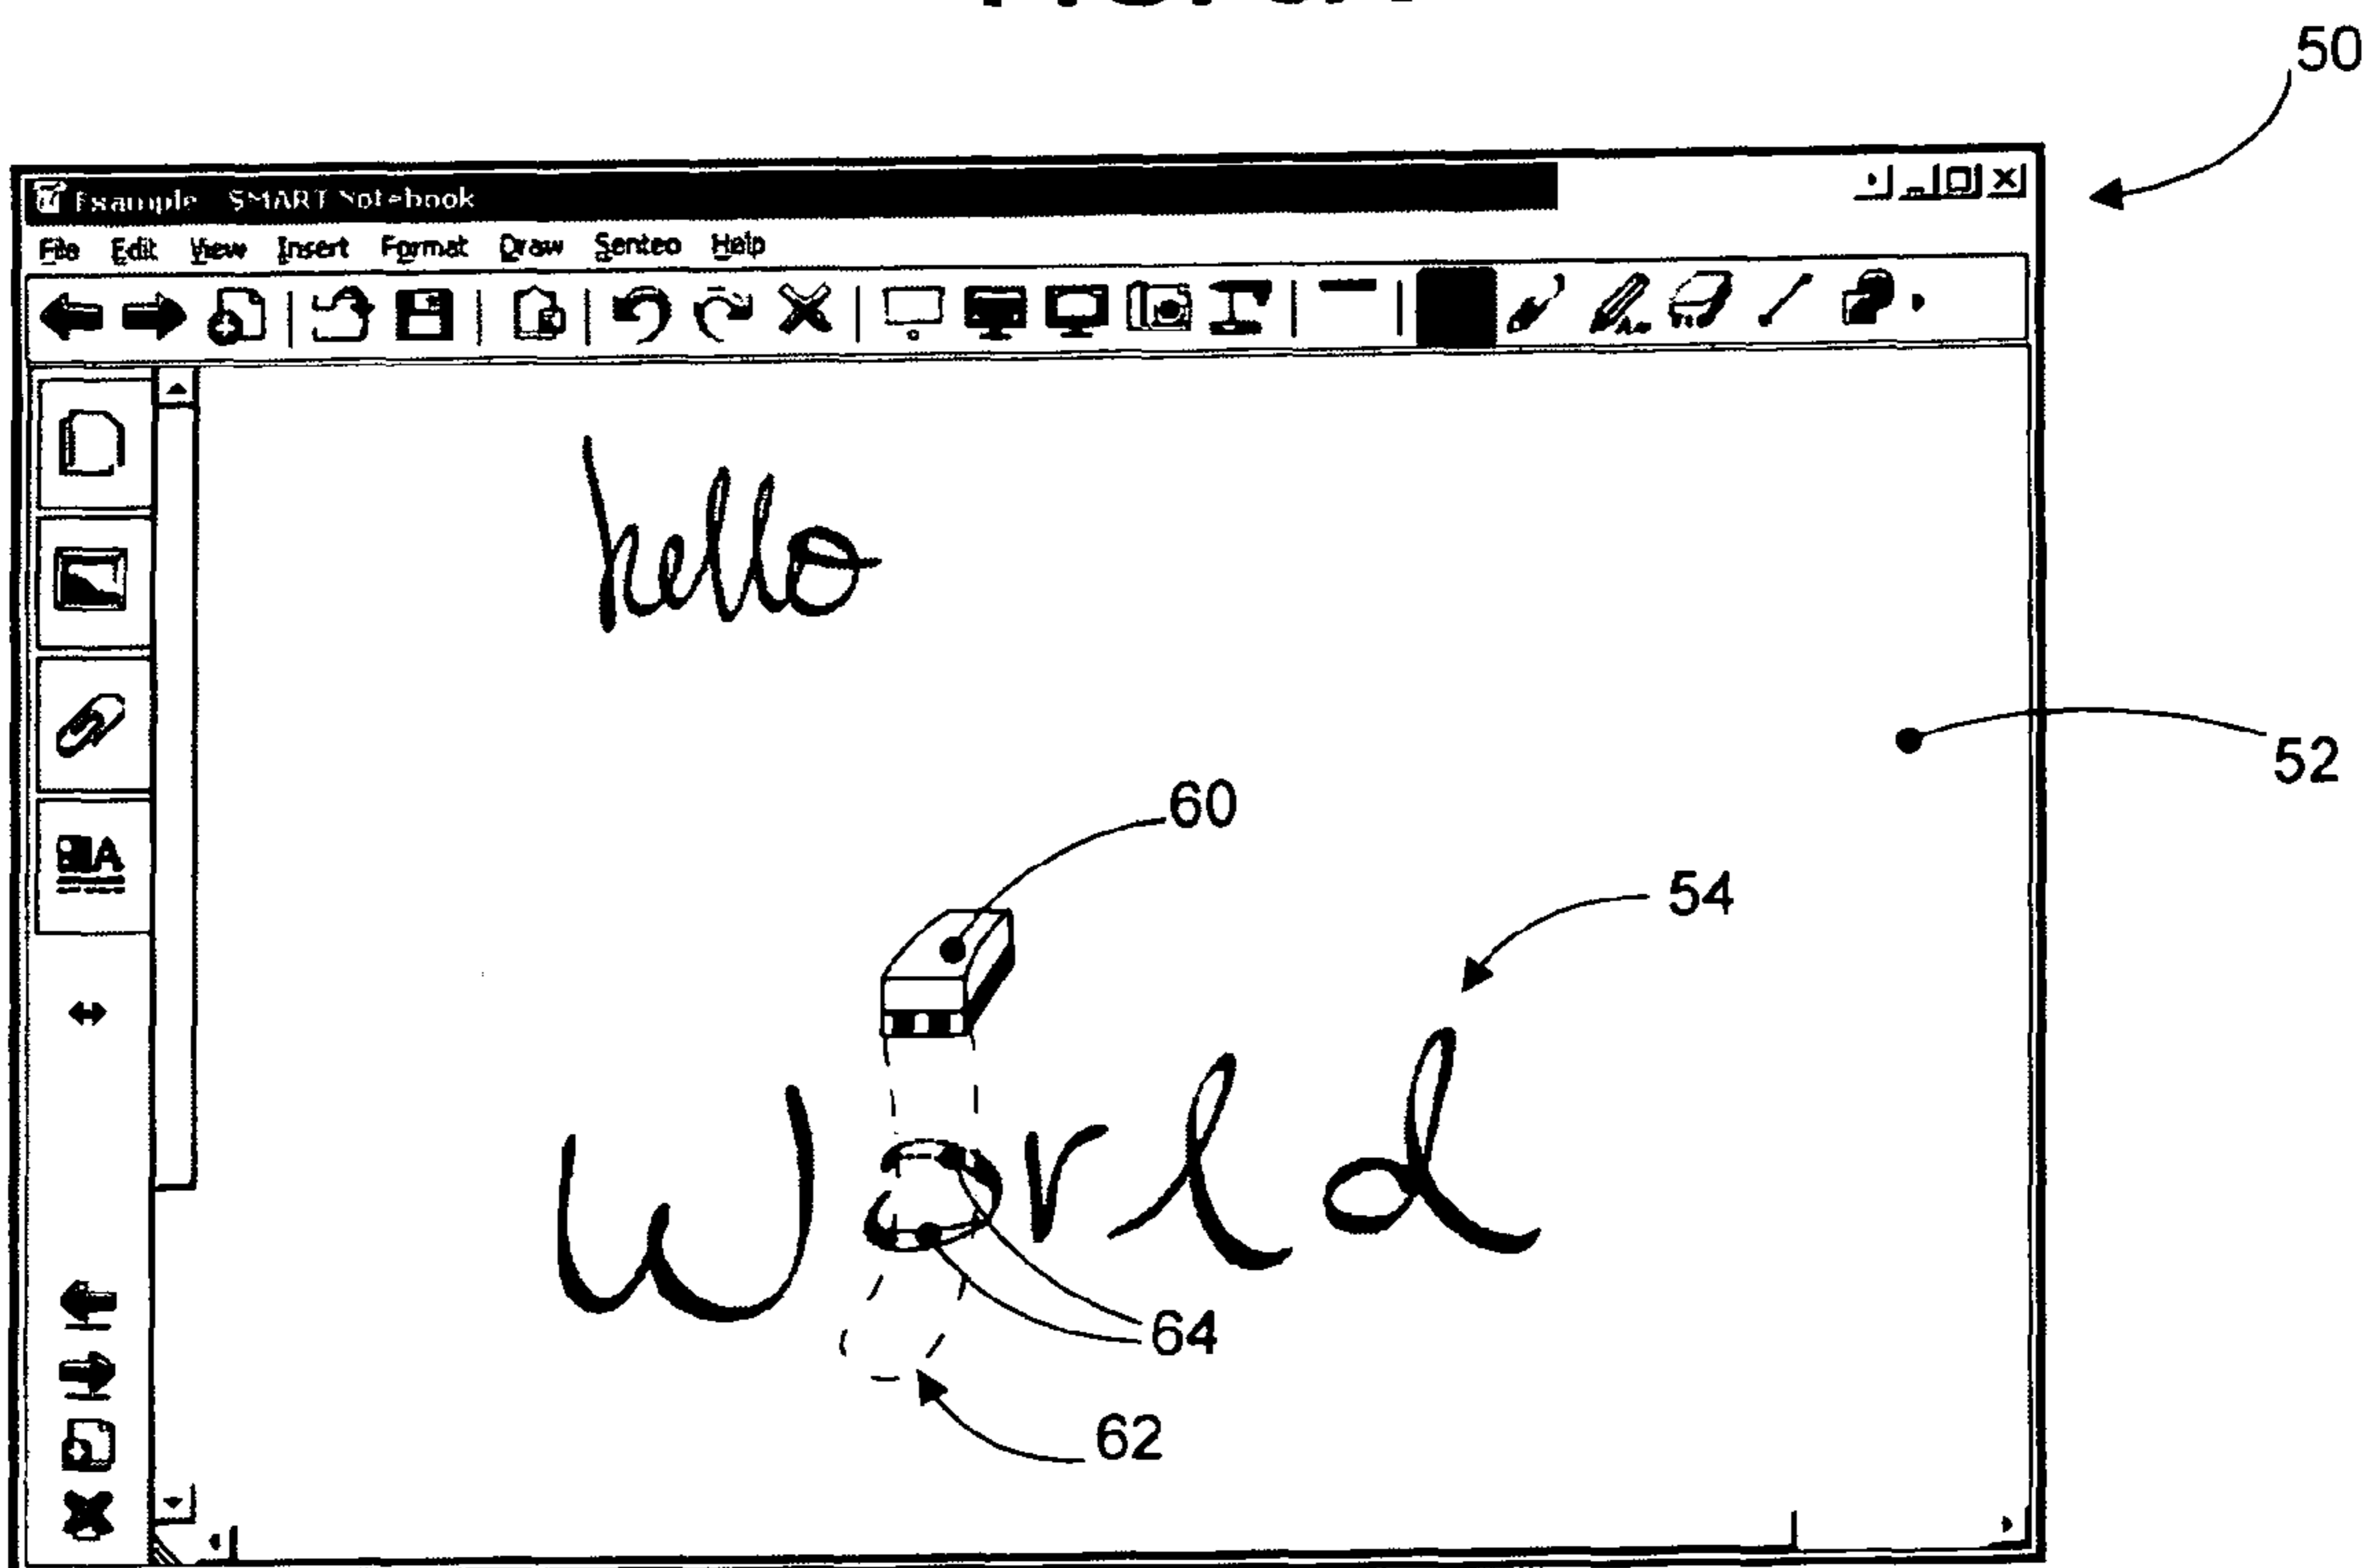 50
Example SMART Notebook
File Edit View Insert Format Draw Senteo Help
hello
52
60
54
A
World
64
62